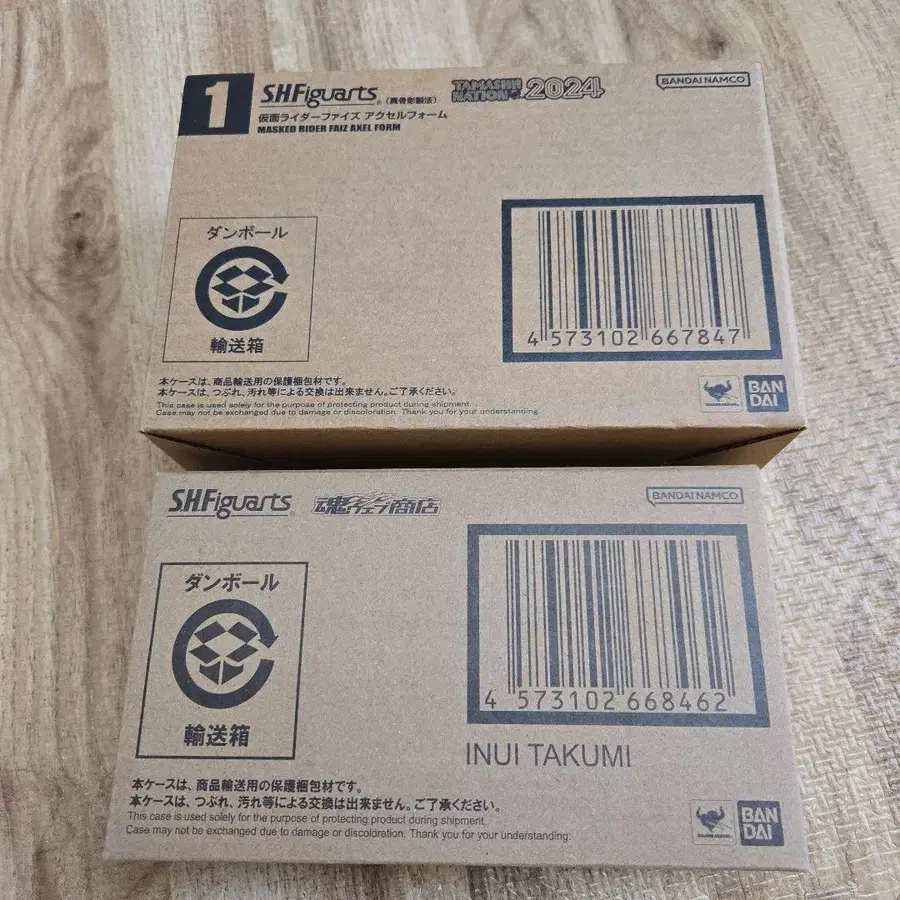 1
S.H.Figuarts (真骨彫製法)
TAMASHII NATION 2024
BANDAI NAMCO
仮面ライダーファイズ アクセルフォーム
MASKED RIDER FAIZ AXEL FORM
ダンボール
輸送箱
4 573102 667847
本ケースは、商品輸送用の保護梱包材です。
本ケースは、つぶれ、汚れ等による交換は出来ません。ご了承ください。
This case is used solely for the purpose of protecting product during shipment.
Case may not be exchanged due to damage or discoloration. Thank you for your understanding.
BAN
DAI
S.H.Figuarts
魂ウェブ商店
BANDAI NAMCO
ダンボール
輸送箱
4 573102 668462
INUI TAKUMI
本ケースは、商品輸送用の保護梱包材です。
本ケースは、つぶれ、汚れ等による交換は出来ません。ご了承ください。
This case is used solely for the purpose of protecting product during shipment.
Case may not be exchanged due to damage or discoloration. Thank you for your understanding.
BAN
DAI